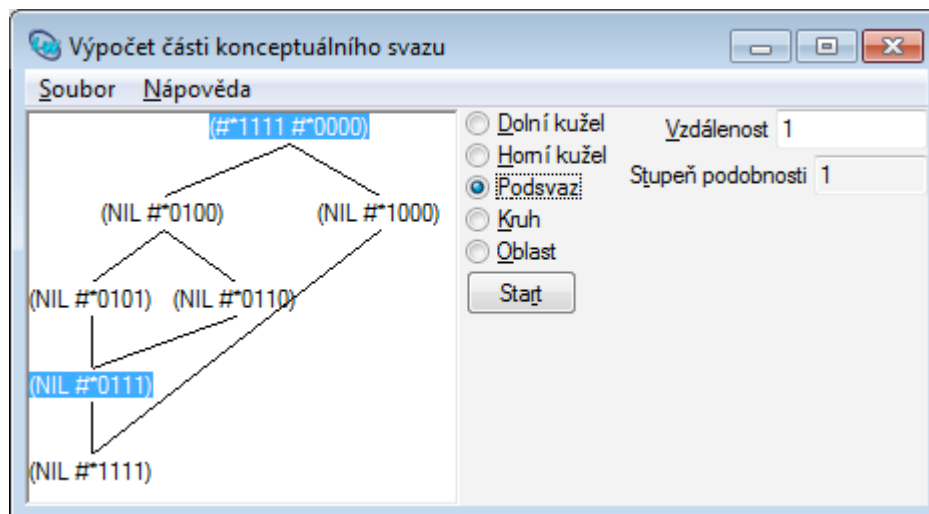 Výpočet části konceptuálního svazu
Soubor Nápověda
(#*1111 #*0000)
(NIL #*0100) (NIL #*1000)
(NIL #*0101) (NIL #*0110)
(NIL #*0111)
(NIL #*1111)
Dolní kužel
Horní kužel
Podsvaz
Kruh
Oblast
Start
Vzdálenost 1
Stupeň podobnosti 1